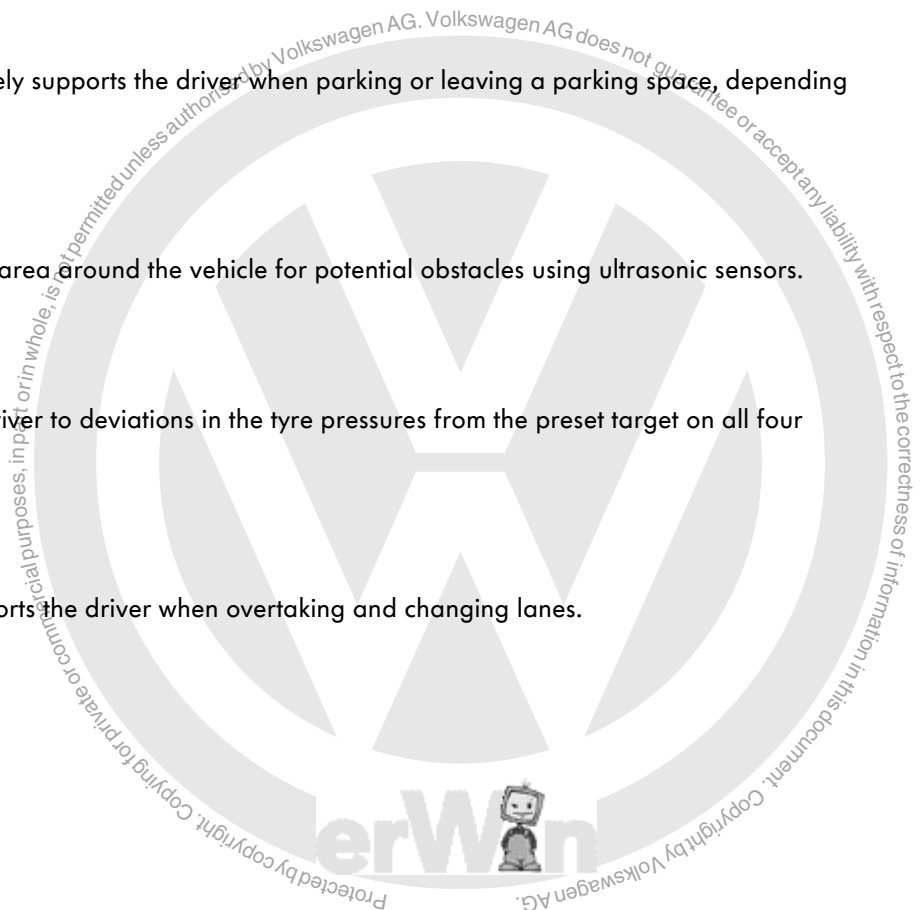 ely supports the driver when parking or leaving a parking space, depending
area around the vehicle for potential obstacles using ultrasonic sensors.
river to deviations in the tyre pressures from the preset target on all four
orts the driver when overtaking and changing lanes.
Protected by copyright. Copying for private or commercial purposes, in part or in whole, is not permitted unless authorised by Volkswagen AG. Volkswagen AG does not guarantee or accept any liability with respect to the correctness of information in this document. Copyright by Volkswagen AG.
erWin